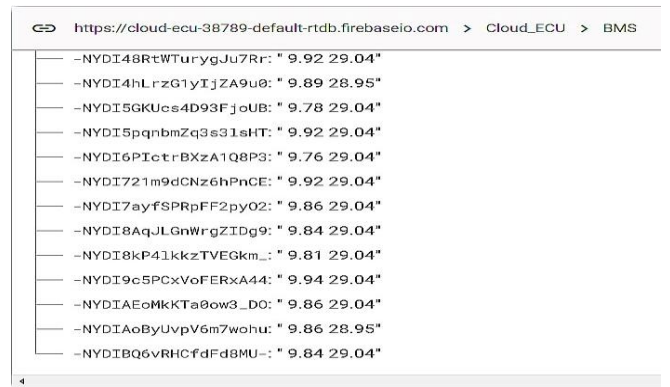 https://cloud-ecu-38789-default-rtdb.firebaseio.com > Cloud_ECU > BMS
-NYDI48RtWTurygJu7Rr: " 9.92 29.04"
-NYDI4hLrzG1yIjZA9u0: " 9.89 28.95"
-NYDI5GKUcs4D93FjoUB: " 9.78 29.04"
-NYDI5pqnbmZq3s3lsHT: " 9.92 29.04"
-NYDI6PIctrBXzA1Q8P3: " 9.76 29.04"
-NYDI721m9dCNz6hPnCE: " 9.92 29.04"
-NYDI7ayfSPRpFF2pyO2: " 9.86 29.04"
-NYDI8AqJLGnWrgZIDg9: " 9.84 29.04"
-NYDI8kP4lkkzTVEGkm_: " 9.81 29.04"
-NYDI9c5PCxVoFERxA44: " 9.94 29.04"
-NYDIAEoMkKTa0ow3_DO: " 9.86 29.04"
-NYDIAoByUvpV6m7wohu: " 9.86 28.95"
-NYDIBQ6vRHCfdFd8MU-: " 9.84 29.04"